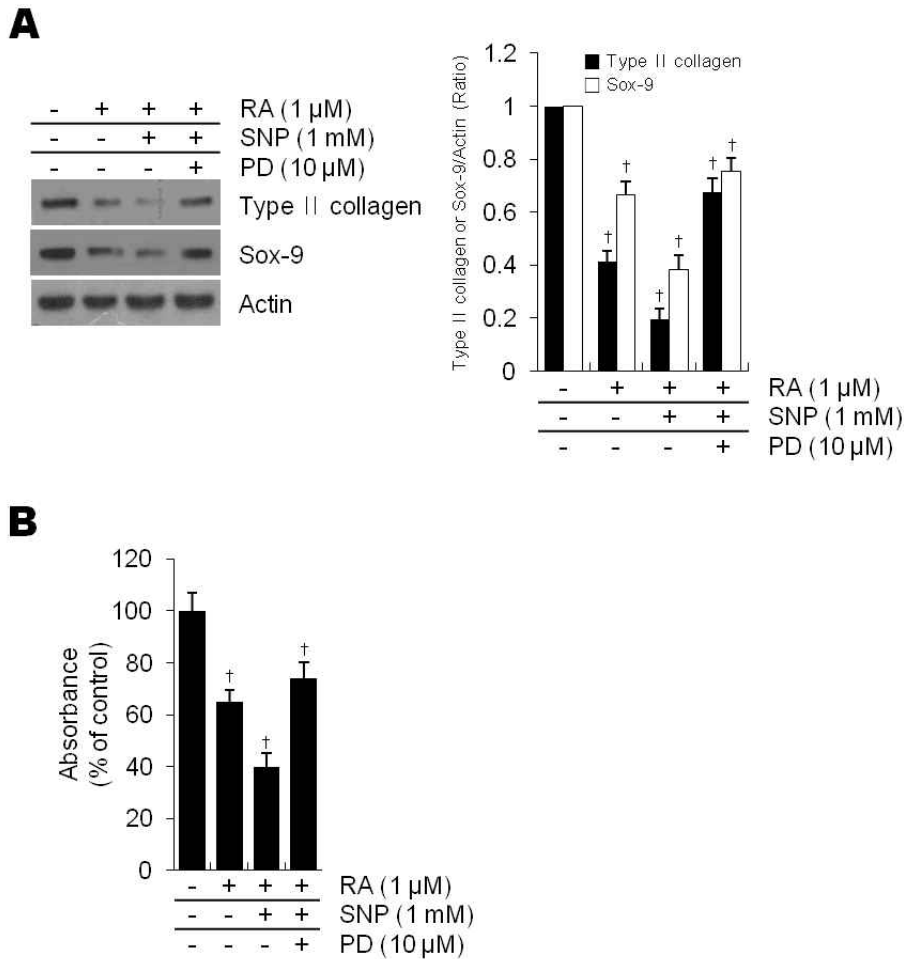 A
- + + + RA (1 µM)
- - + + SNP (1 mM)
- - - + PD (10 µM)
Type II collagen
Sox-9
Actin
Type II collagen or Sox-9/Actin (Ratio)
1.2
1
0.8
0.6
0.4
0.2
0
Type II collagen
Sox-9
† † † † † †
- + + + RA (1 µM)
- - + + SNP (1 mM)
- - - + PD (10 µM)
B
Absorbance
(% of control)
120
100
80
60
40
20
0
† † †
- + + + RA (1 µM)
- - + + SNP (1 mM)
- - - + PD (10 µM)